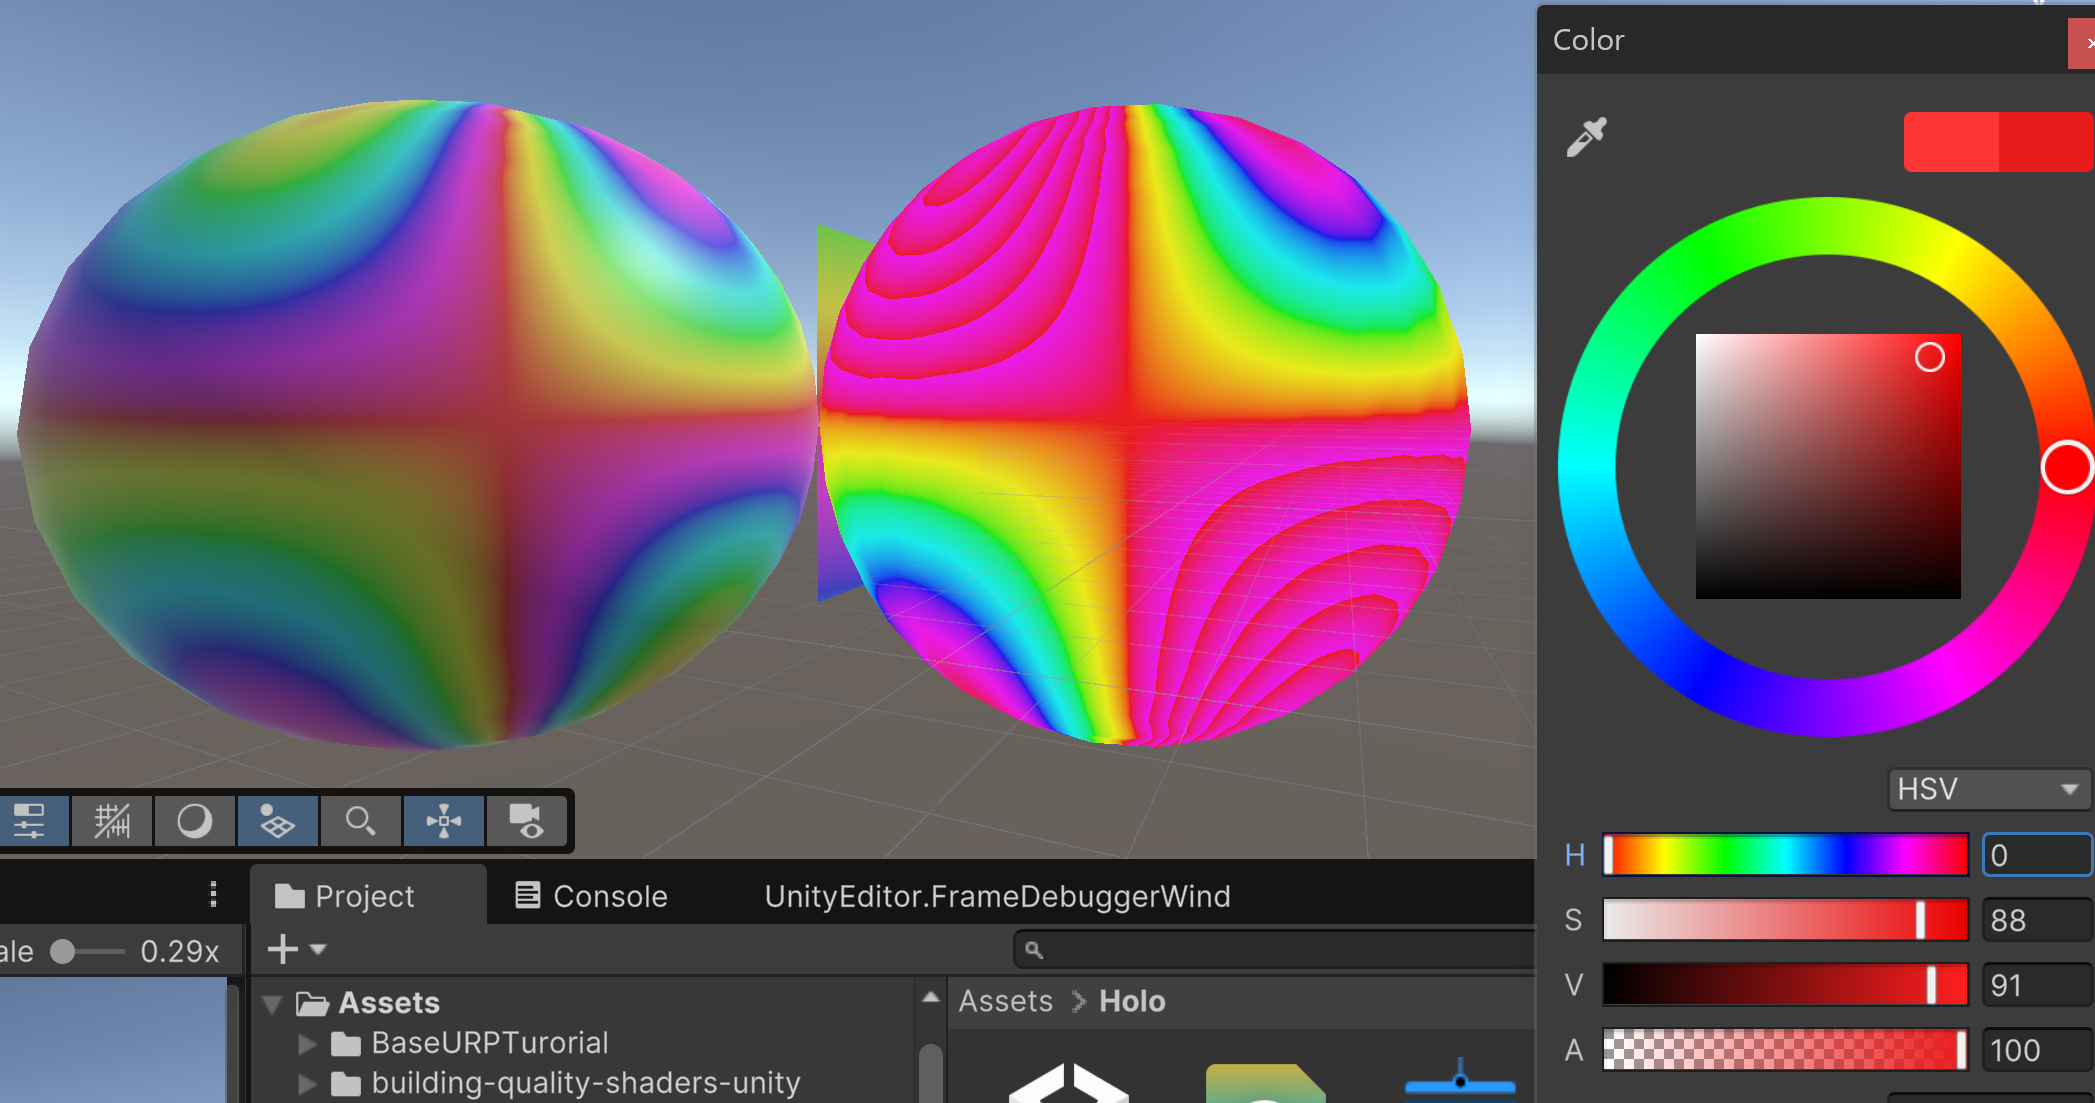 Color
HSV
H 0
S 88
V 91
A 100
Project Console UnityEditor.FrameDebuggerWind
ale 0.29x
Assets
Assets > Holo
BaseURPTurorial
building-quality-shaders-unity